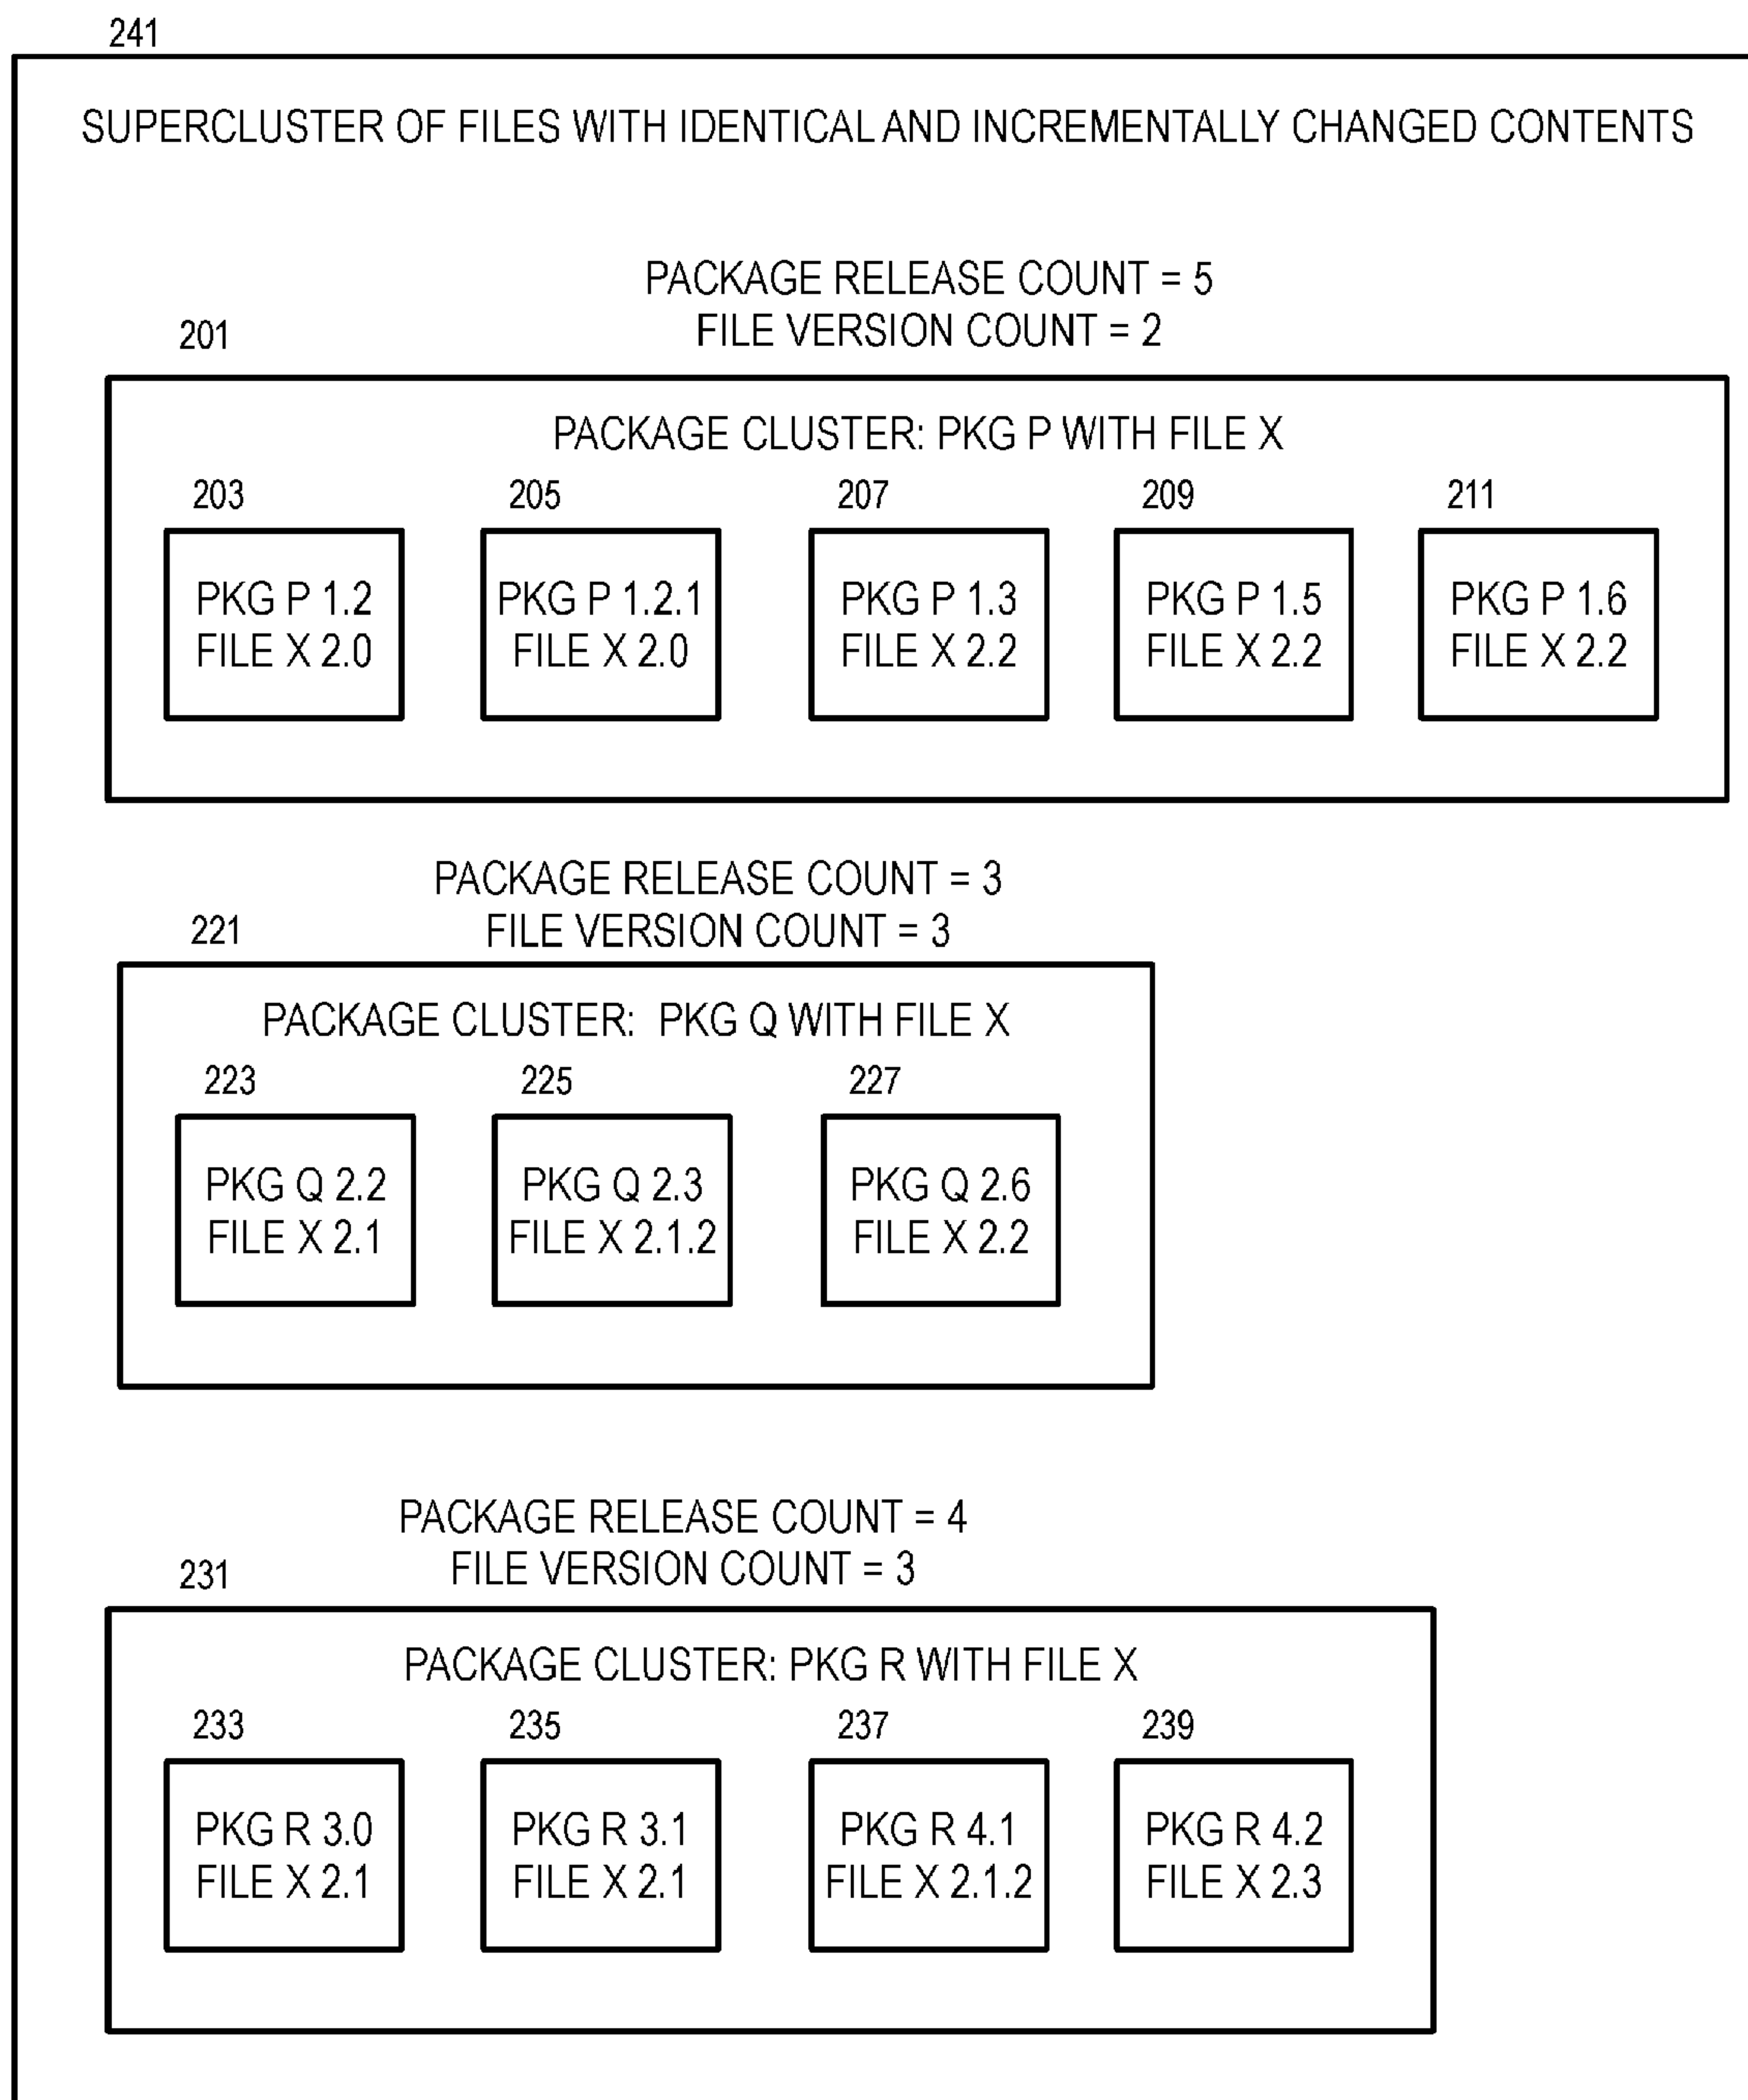 241
SUPERCLUSTER OF FILES WITH IDENTICAL AND INCREMENTALLY CHANGED CONTENTS
PACKAGE RELEASE COUNT = 5
FILE VERSION COUNT = 2
201
PACKAGE CLUSTER: PKG P WITH FILE X
203
205
207
209
211
PKG P 1.2
FILE X 2.0
PKG P 1.2.1
FILE X 2.0
PKG P 1.3
FILE X 2.2
PKG P 1.5
FILE X 2.2
PKG P 1.6
FILE X 2.2
PACKAGE RELEASE COUNT = 3
FILE VERSION COUNT = 3
221
PACKAGE CLUSTER: PKG Q WITH FILE X
223
225
227
PKG Q 2.2
FILE X 2.1
PKG Q 2.3
FILE X 2.1.2
PKG Q 2.6
FILE X 2.2
PACKAGE RELEASE COUNT = 4
FILE VERSION COUNT = 3
231
PACKAGE CLUSTER: PKG R WITH FILE X
233
235
237
239
PKG R 3.0
FILE X 2.1
PKG R 3.1
FILE X 2.1
PKG R 4.1
FILE X 2.1.2
PKG R 4.2
FILE X 2.3